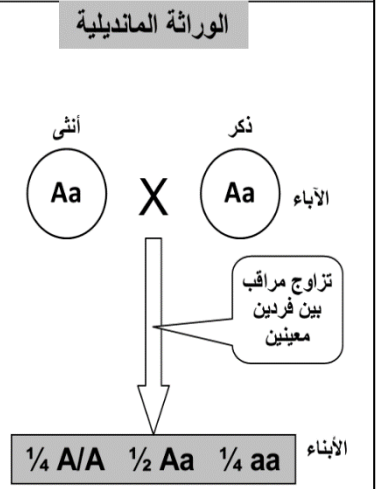 الوراثة المانديلية
ذكر
أنثى
الآباء
Aa
X
Aa
تزاوج مراقب
بين فردين
معينين
الأبناء
¼ A/A ½ Aa ¼ aa